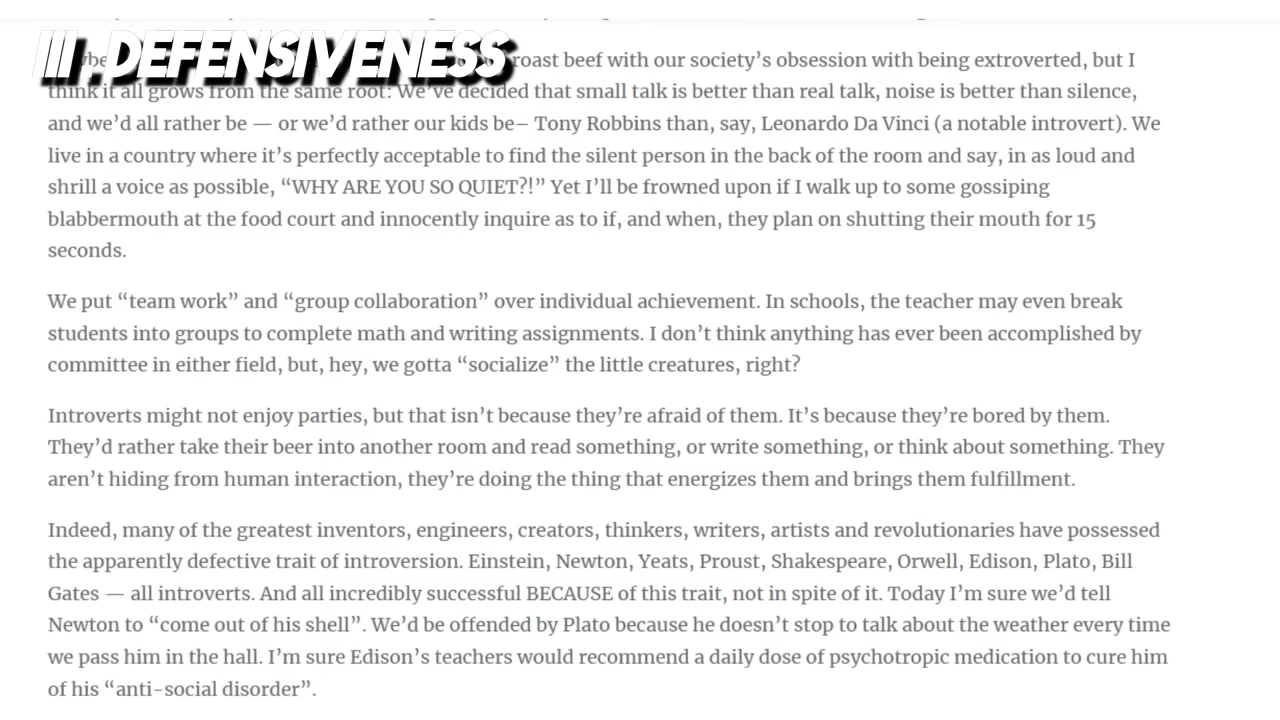 III. DEFENSIVENESS
roast beef with our society’s obsession with being extroverted, but I
think it all grows from the same root: We’ve decided that small talk is better than real talk, noise is better than silence,
and we’d all rather be — or we’d rather our kids be– Tony Robbins than, say, Leonardo Da Vinci (a notable introvert). We
live in a country where it’s perfectly acceptable to find the silent person in the back of the room and say, in as loud and
shrill a voice as possible, “WHY ARE YOU SO QUIET?!” Yet I’ll be frowned upon if I walk up to some gossiping
blabbermouth at the food court and innocently inquire as to if, and when, they plan on shutting their mouth for 15
seconds.
We put “team work” and “group collaboration” over individual achievement. In schools, the teacher may even break
students into groups to complete math and writing assignments. I don’t think anything has ever been accomplished by
committee in either field, but, hey, we gotta “socialize” the little creatures, right?
Introverts might not enjoy parties, but that isn’t because they’re afraid of them. It’s because they’re bored by them.
They’d rather take their beer into another room and read something, or write something, or think about something. They
aren’t hiding from human interaction, they’re doing the thing that energizes them and brings them fulfillment.
Indeed, many of the greatest inventors, engineers, creators, thinkers, writers, artists and revolutionaries have possessed
the apparently defective trait of introversion. Einstein, Newton, Yeats, Proust, Shakespeare, Orwell, Edison, Plato, Bill
Gates — all introverts. And all incredibly successful BECAUSE of this trait, not in spite of it. Today I’m sure we’d tell
Newton to “come out of his shell”. We’d be offended by Plato because he doesn’t stop to talk about the weather every time
we pass him in the hall. I’m sure Edison’s teachers would recommend a daily dose of psychotropic medication to cure him
of his “anti-social disorder”.